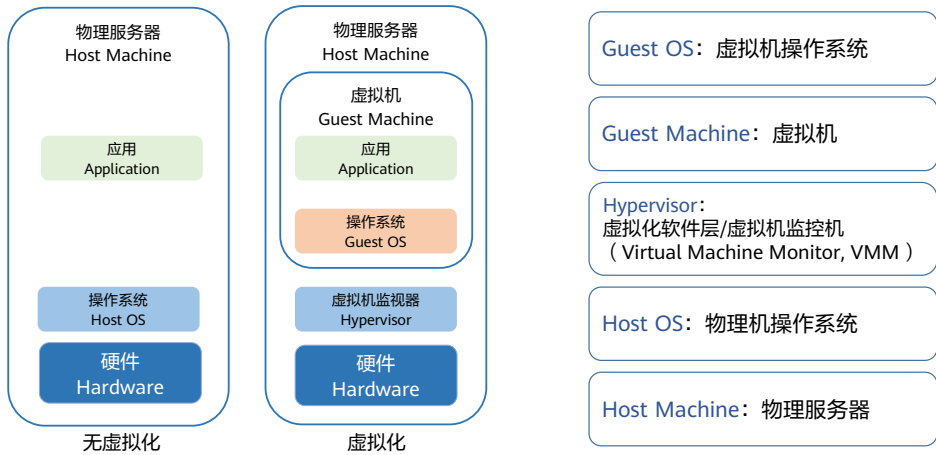 物理服务器
Host Machine
应用
Application
操作系统
Host OS
硬件
Hardware
无虚拟化
物理服务器
Host Machine
虚拟机
Guest Machine
应用
Application
操作系统
Guest OS
虚拟机监视器
Hypervisor
硬件
Hardware
虚拟化
Guest OS：虚拟机操作系统
Guest Machine：虚拟机
Hypervisor：
虚拟化软件层/虚拟机监控机
（ Virtual Machine Monitor, VMM ）
Host OS：物理机操作系统
Host Machine：物理服务器